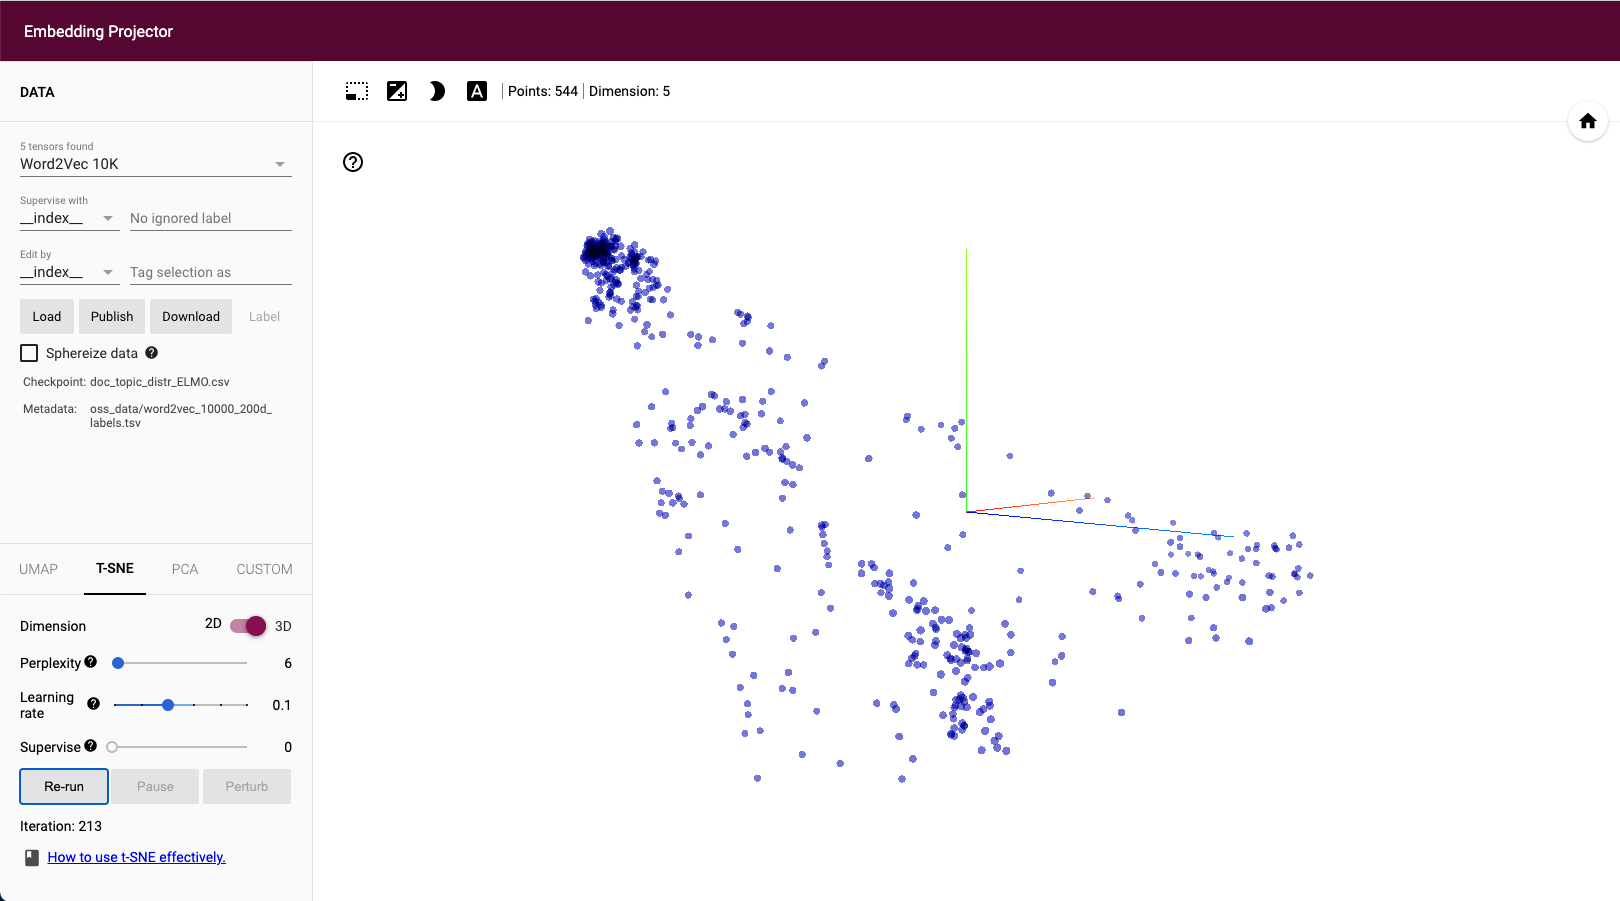 Embedding Projector
DATA
A
Points: 544
Dimension: 5
5 tensors found
Word2Vec 10K
Supervise with
__index__
No ignored label
Edit by
__index__
Tag selection as
Load
Publish
Download
Label
Sphereize data
Checkpoint: doc_topic_distr_ELMO.csv
Metadata: oss_data/word2vec_10000_200d_
labels.tsv
UMAP
T-SNE
PCA
CUSTOM
Dimension
2D
3D
Perplexity
6
Learning
rate
0.1
Supervise
0
Re-run
Pause
Perturb
Iteration: 213
How to use t-SNE effectively.